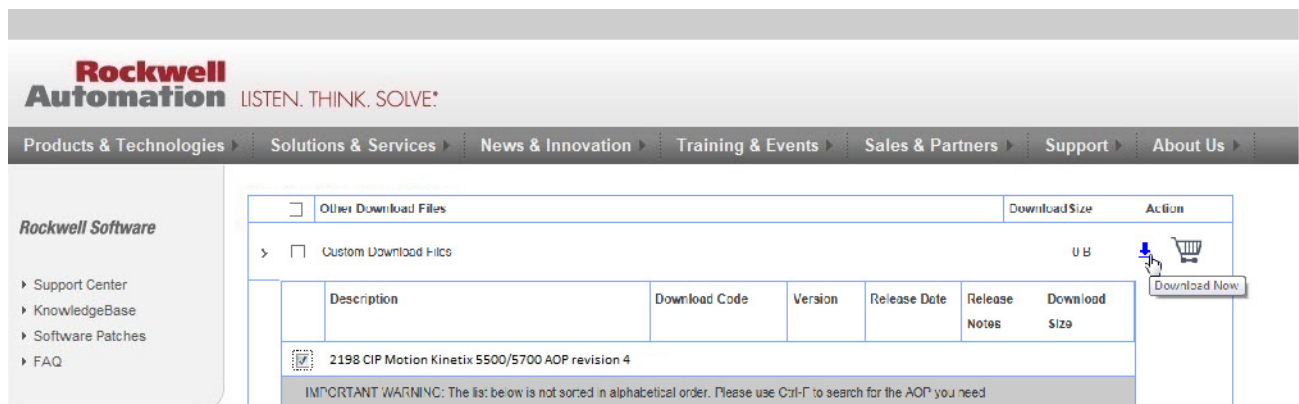 Rockwell
Automation LISTEN. THINK. SOLVE.*
Products & Technologies Solutions & Services News & Innovation Training & Events Sales & Partners Support About Us
Rockwell Software
Support Center
KnowledgeBase
Software Patches
FAQ
Other Download Files Download Size Action
Custom Download Files 0 B
Download Now
Description Download Code Version Release Date Release Download
Notes Size
2198 CIP Motion Kinetix 5500/5700 AOP revision 4
IMPORTANT WARNING: The list below is not sorted in alphabetical order. Please use Ctrl-F to search for the AOP you need